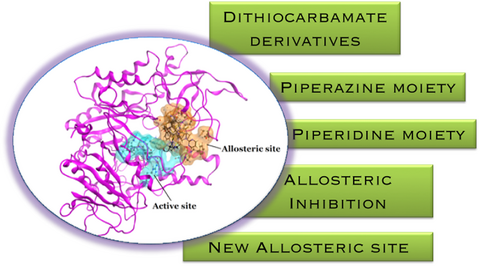 DITHIOCARBAMATE
DERIVATIVES
PIPERAZINE MOIETY
PIPERIDINE MOIETY
Allosteric site
ALLOSTERIC
INHIBITION
Active site
NEW ALLOSTERIC SITE